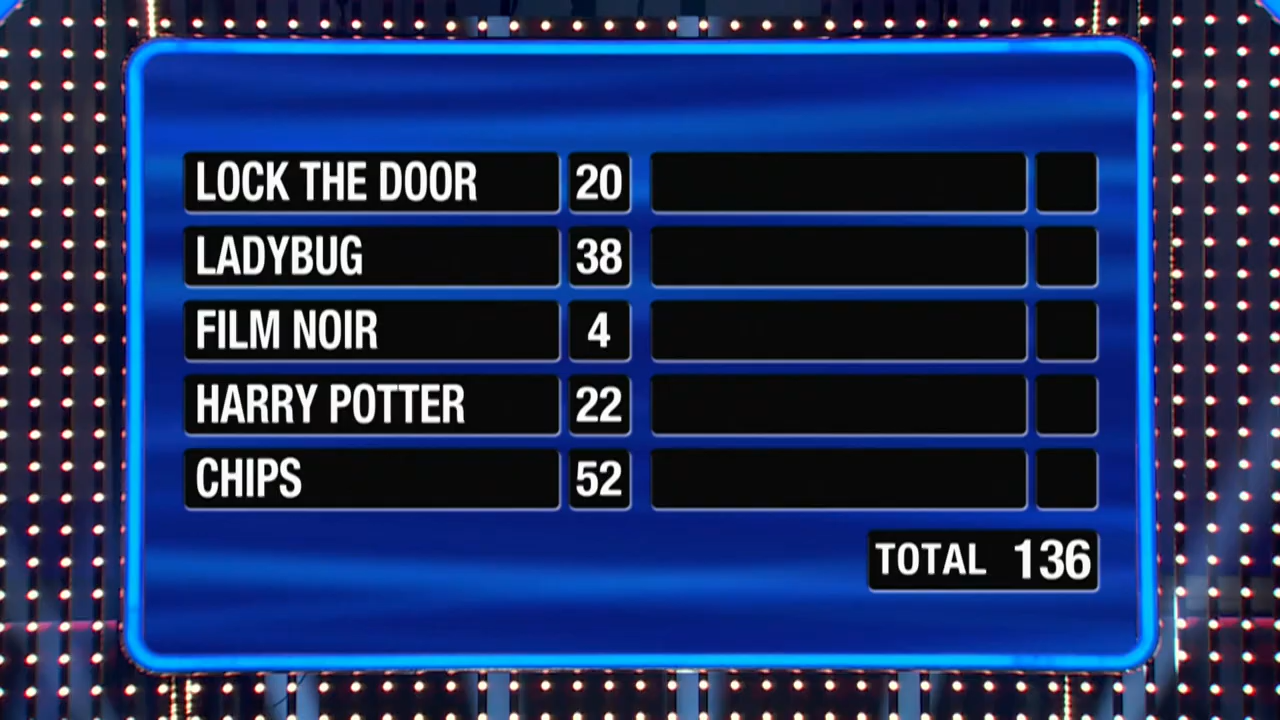 LOCK THE DOOR 20
LADYBUG 38
FILM NOIR 4
HARRY POTTER 22
CHIPS 52
TOTAL 136